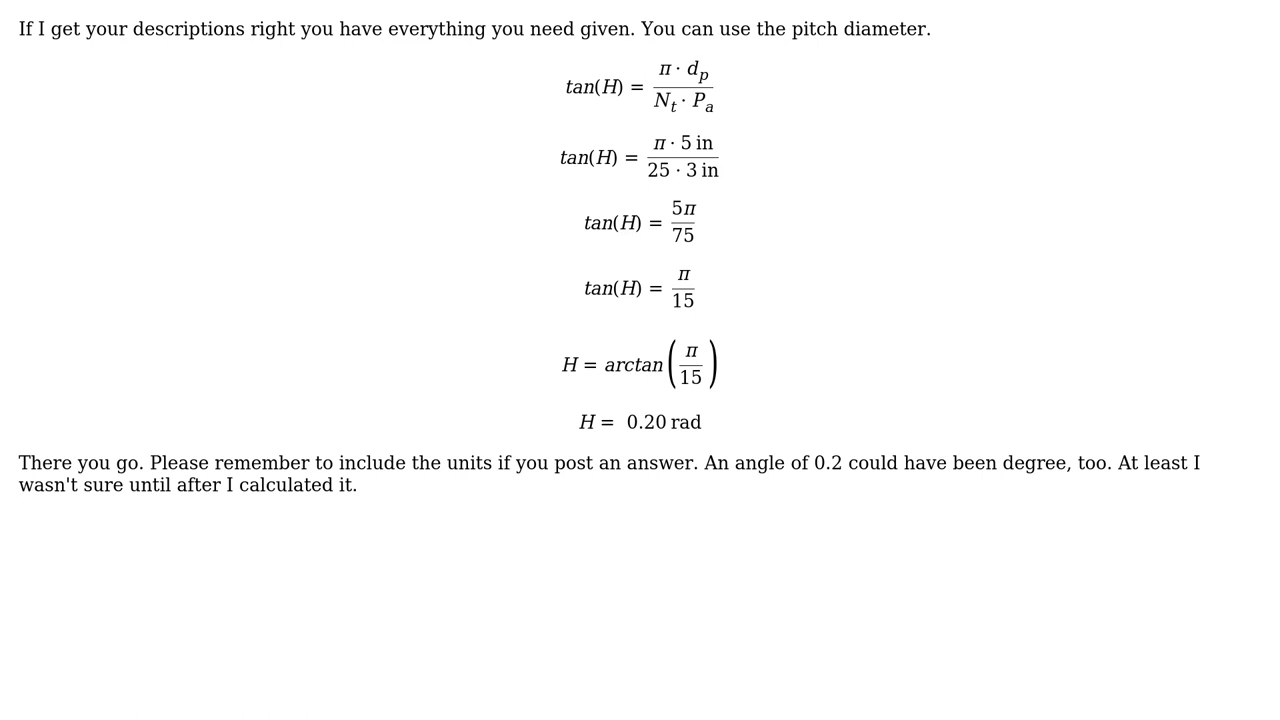 If I get your descriptions right you have everything you need given. You can use the pitch diameter.
tan(H) = π · d_p / N_t · P_a
tan(H) = π · 5 in / 25 · 3 in
tan(H) = 5π / 75
tan(H) = π / 15
H = arctan(π / 15)
H = 0.20 rad
There you go. Please remember to include the units if you post an answer. An angle of 0.2 could have been degree, too. At least I
wasn't sure until after I calculated it.